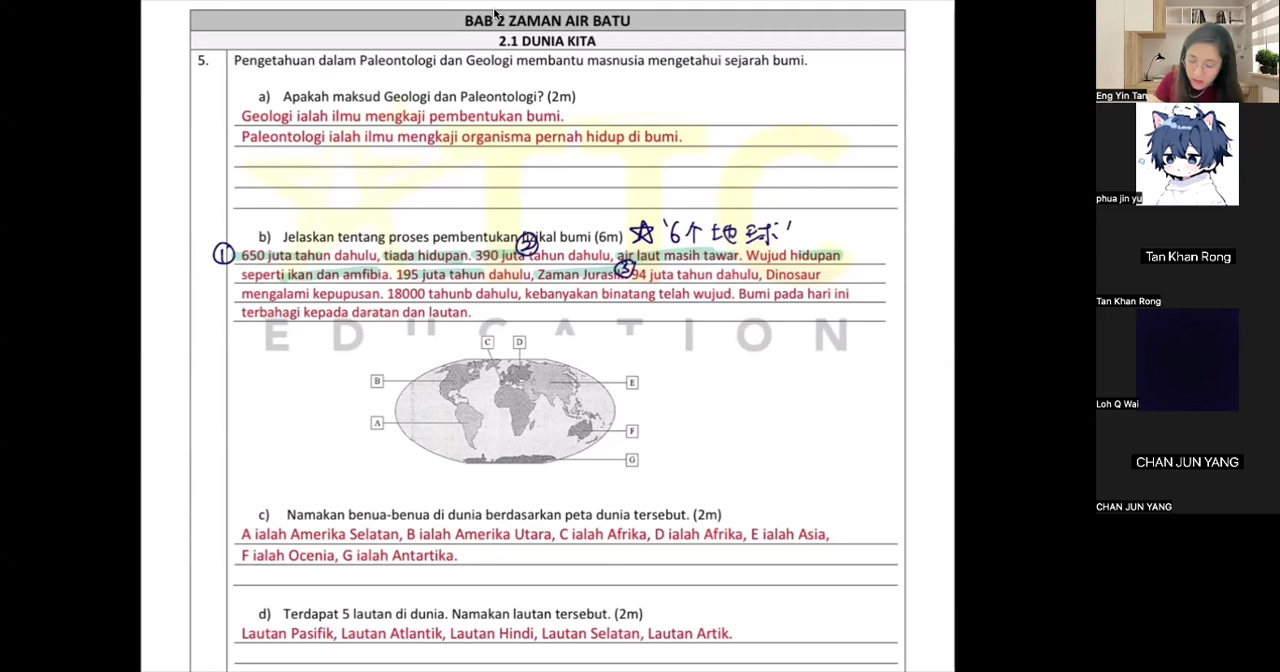 BAB 2 ZAMAN AIR BATU
2.1 DUNIA KITA
5. Pengetahuan dalam Paleontologi dan Geologi membantu masnusia mengetahui sejarah bumi.
a) Apakah maksud Geologi dan Paleontologi? (2m)
Geologi ialah ilmu mengkaji pembentukan bumi.
Paleontologi ialah ilmu mengkaji organisma pernah hidup di bumi.
TTC
b) Jelaskan tentang proses pembentukan fizikal bumi (6m) ☆ '6个地球'
① 650 juta tahun dahulu, tiada hidupan. ② 390 juta tahun dahulu, air laut masih tawar. Wujud hidupan
seperti ikan dan amfibia. 195 juta tahun dahulu, Zaman Jurasik. ③ 94 juta tahun dahulu, Dinosaur
mengalami kepupusan. 18000 tahunb dahulu, kebanyakan binatang telah wujud. Bumi pada hari ini
terbahagi kepada daratan dan lautan.
EDUCATION
C D
B E
A F
G
c) Namakan benua-benua di dunia berdasarkan peta dunia tersebut. (2m)
A ialah Amerika Selatan, B ialah Amerika Utara, C ialah Afrika, D ialah Afrika, E ialah Asia,
F ialah Ocenia, G ialah Antartika.
d) Terdapat 5 lautan di dunia. Namakan lautan tersebut. (2m)
Lautan Pasifik, Lautan Atlantik, Lautan Hindi, Lautan Selatan, Lautan Artik.
Eng Yin Tan
phua jin yu
Tan Khan Rong
Tan Khan Rong
Loh Q Wai
CHAN JUN YANG
CHAN JUN YANG